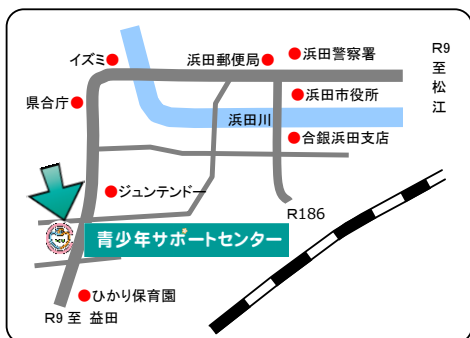 イズミ
浜田郵便局
浜田警察署
R9
至
松
江
県合庁
浜田市役所
浜田川
合銀浜田支店
ジュンテンドー
R186
青少年サポートセンター
ひかり保育園
R9 至 益田